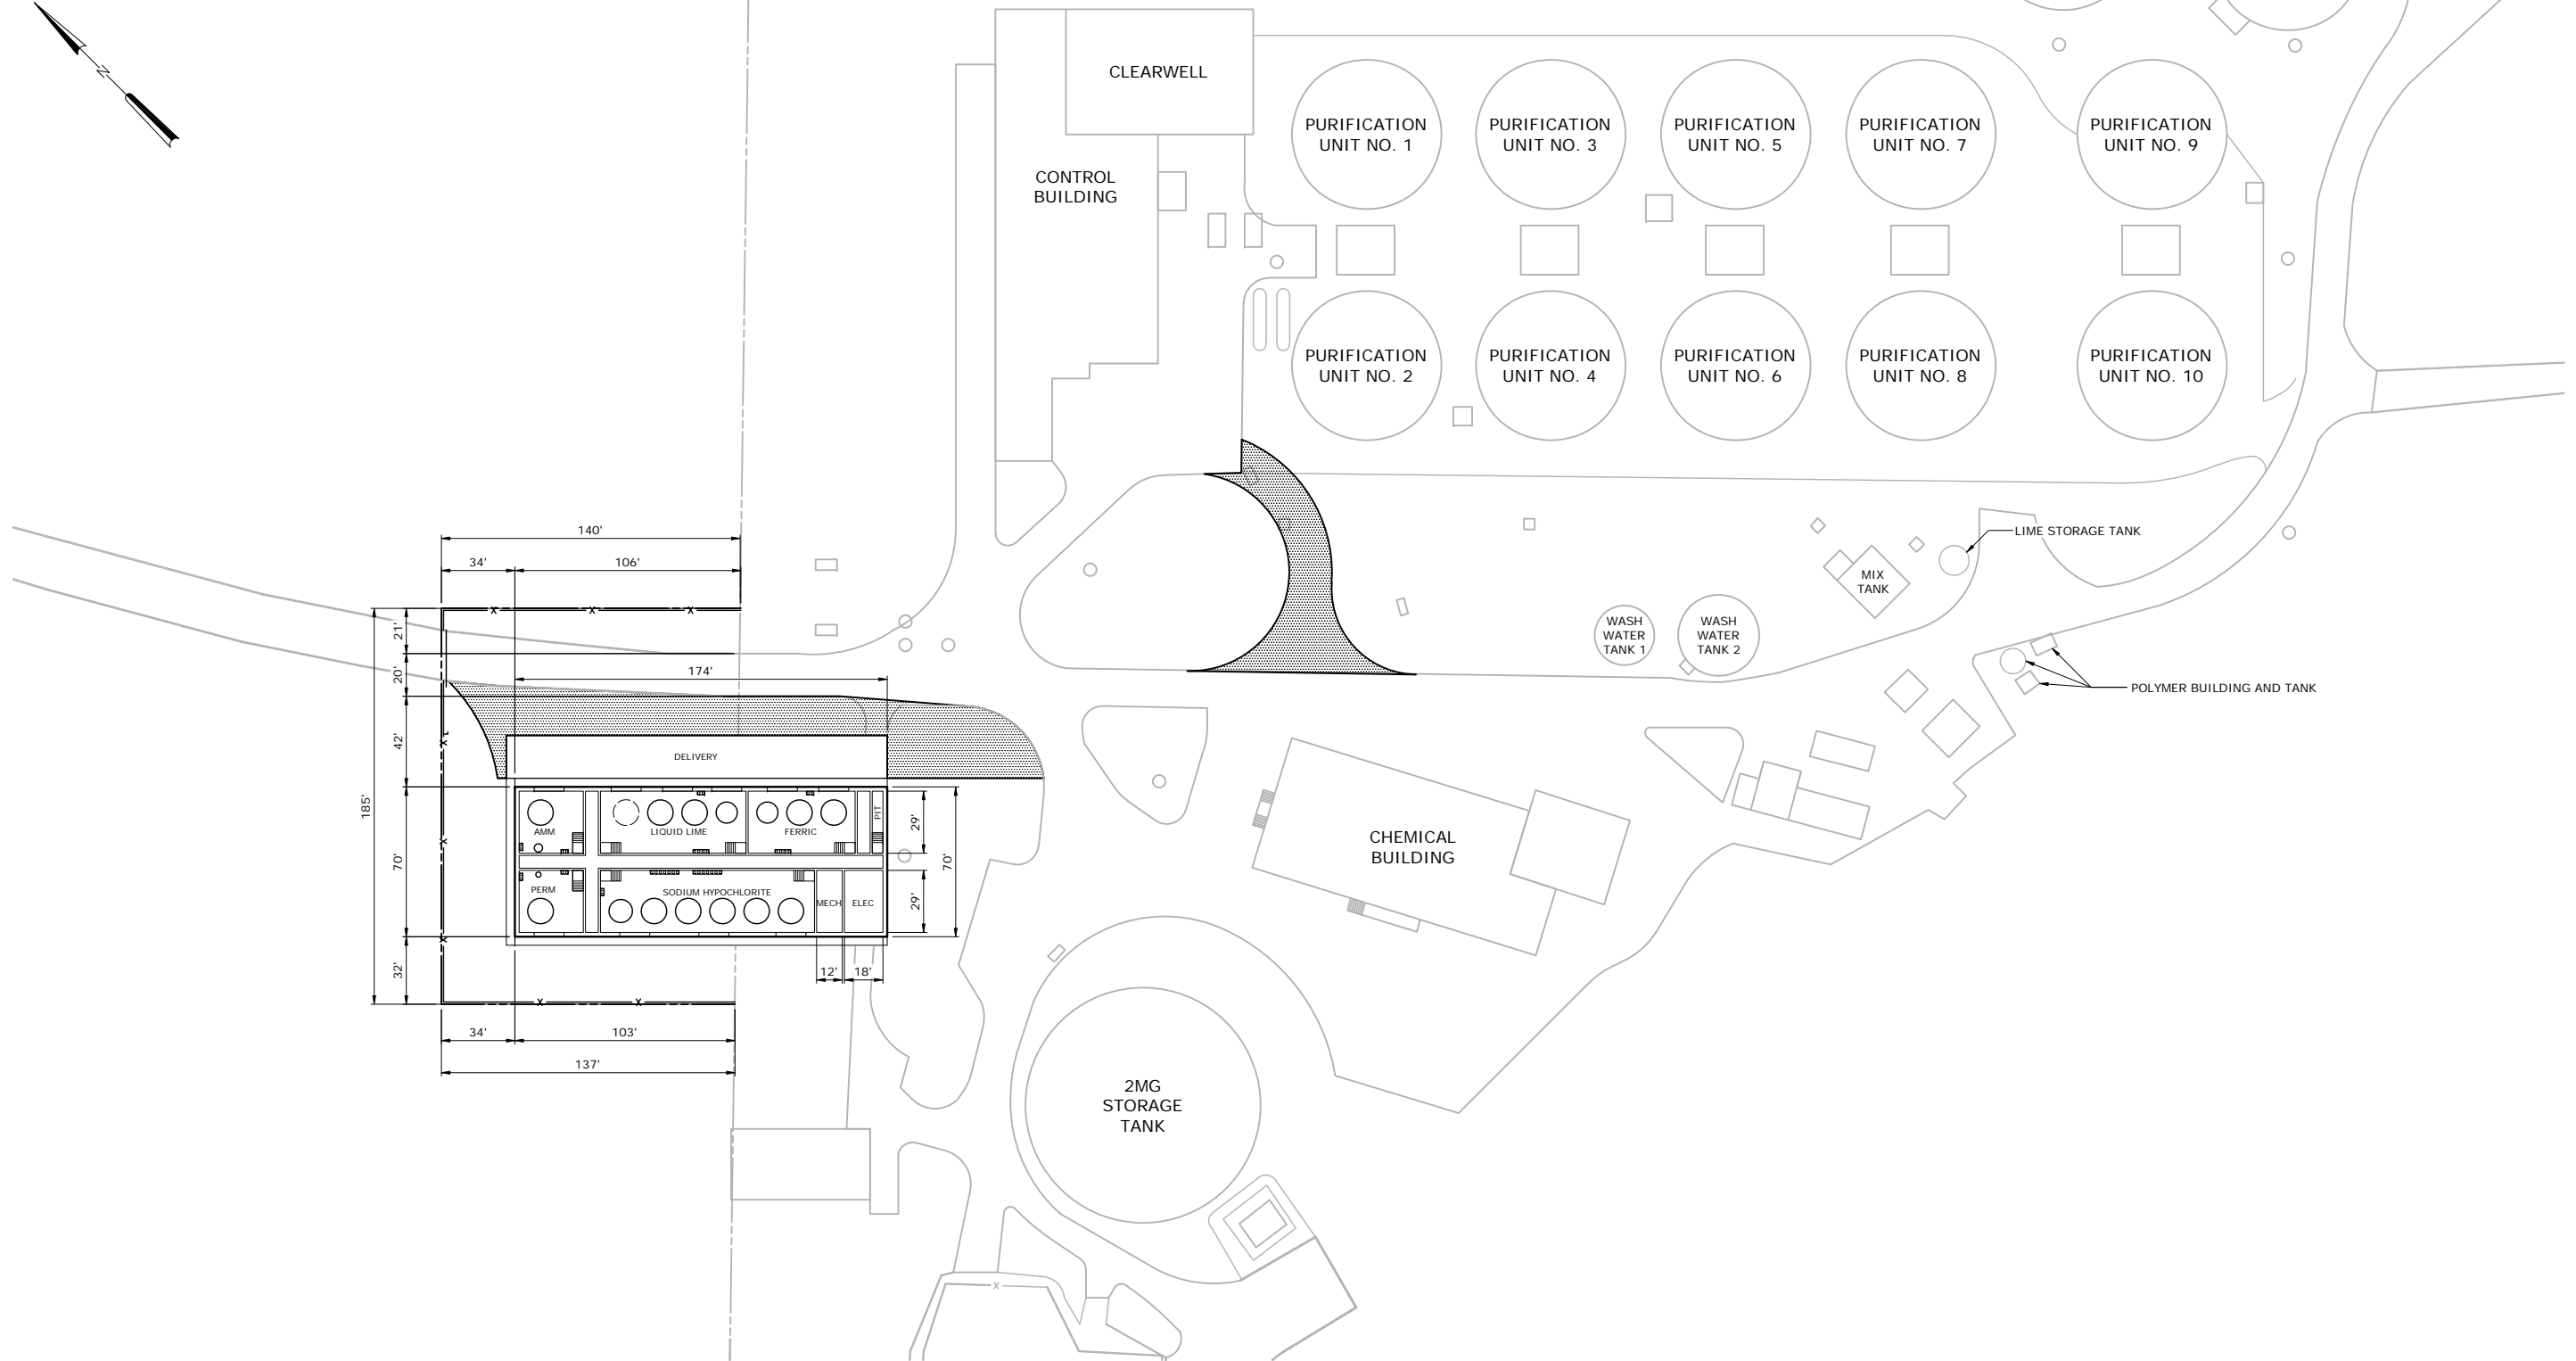 N
CLEARWELL
CONTROL
BUILDING
PURIFICATION
UNIT NO. 1
PURIFICATION
UNIT NO. 3
PURIFICATION
UNIT NO. 5
PURIFICATION
UNIT NO. 7
PURIFICATION
UNIT NO. 9
PURIFICATION
UNIT NO. 2
PURIFICATION
UNIT NO. 4
PURIFICATION
UNIT NO. 6
PURIFICATION
UNIT NO. 8
PURIFICATION
UNIT NO. 10
LIME STORAGE TANK
MIX
TANK
WASH
WATER
TANK 1
WASH
WATER
TANK 2
POLYMER BUILDING AND TANK
140'
34'
106'
X
X
X
21'
20'
174'
42'
X
185'
DELIVERY
AMM
LIQUID LIME
FERRIC
PIT
29'
X
70'
70'
PERM
SODIUM HYPOCHLORITE
MECH
ELEC
29'
X
32'
12'
18'
X
X
34'
103'
137'
CHEMICAL
BUILDING
2MG
STORAGE
TANK
X